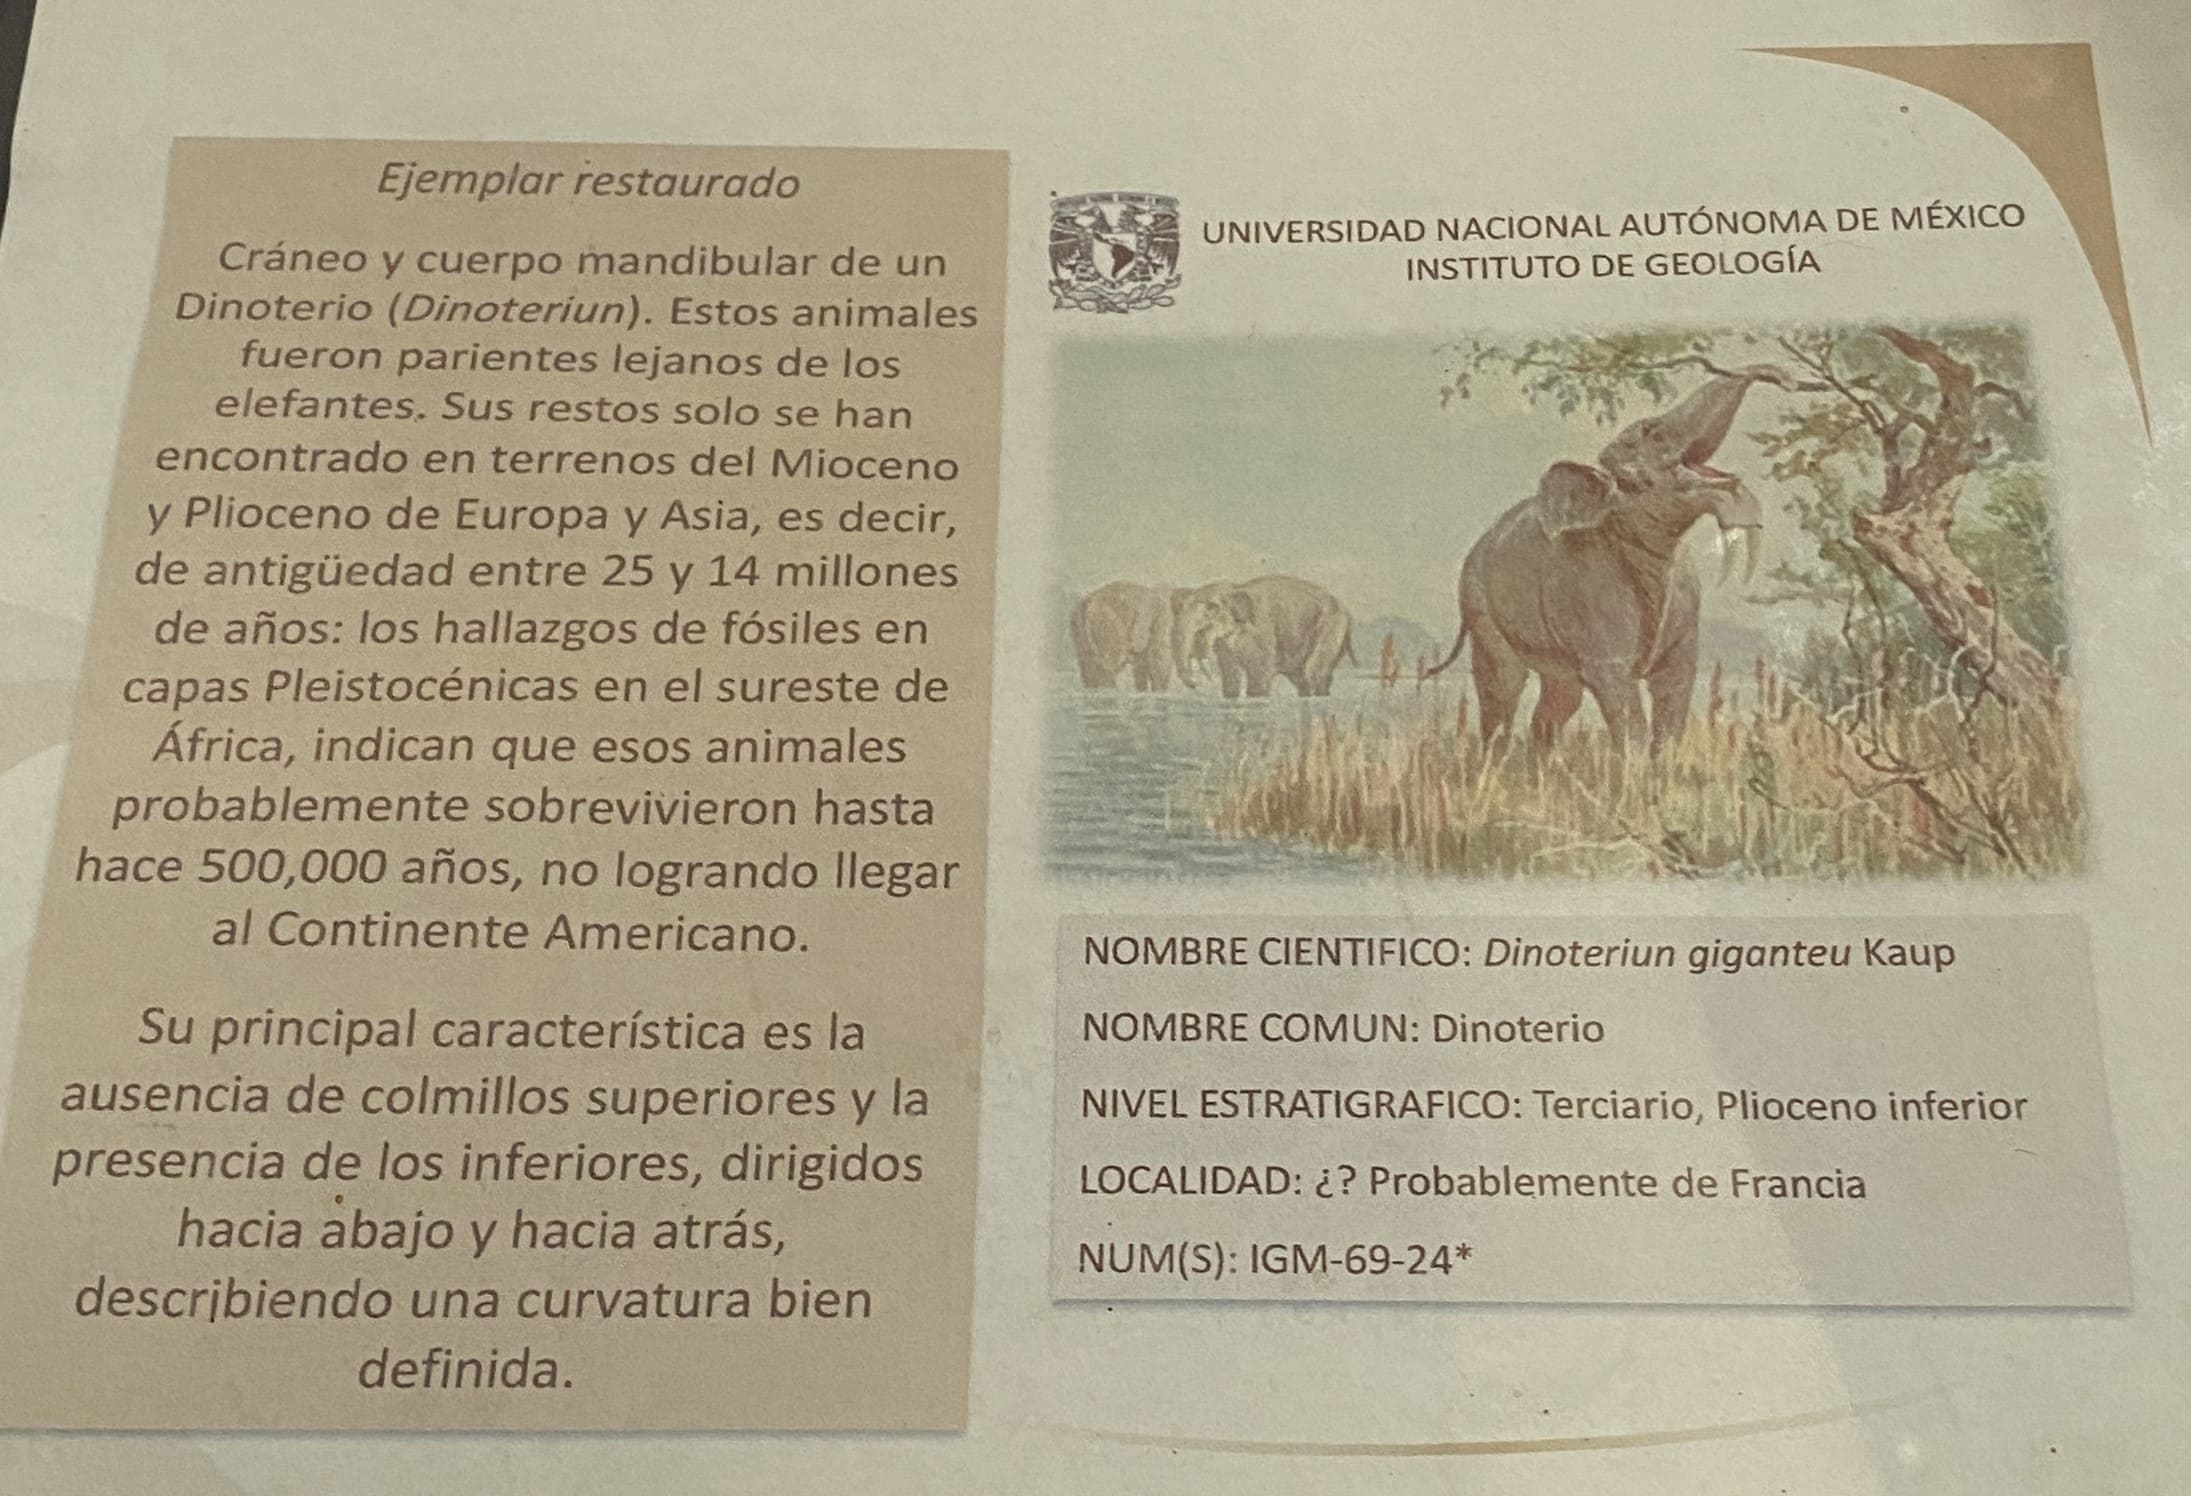 Ejemplar restaurado
Cráneo y cuerpo mandibular de un
Dinoterio (Dinoteriun). Estos animales
fueron parientes lejanos de los
elefantes. Sus restos solo se han
encontrado en terrenos del Mioceno
y Plioceno de Europa y Asia, es decir,
de antigüedad entre 25 y 14 millones
de años: los hallazgos de fósiles en
capas Pleistocénicas en el sureste de
África, indican que esos animales
probablemente sobrevivieron hasta
hace 500,000 años, no logrando llegar
al Continente Americano.
Su principal característica es la
ausencia de colmillos superiores y la
presencia de los inferiores, dirigidos
hacia abajo y hacia atrás,
describiendo una curvatura bien
definida.
UNIVERSIDAD NACIONAL AUTÓNOMA DE MÉXICO
INSTITUTO DE GEOLOGÍA
NOMBRE CIENTIFICO: Dinoteriun giganteu Kaup
NOMBRE COMUN: Dinoterio
NIVEL ESTRATIGRAFICO: Terciario, Plioceno inferior
LOCALIDAD: ¿? Probablemente de Francia
NUM(S): IGM-69-24*